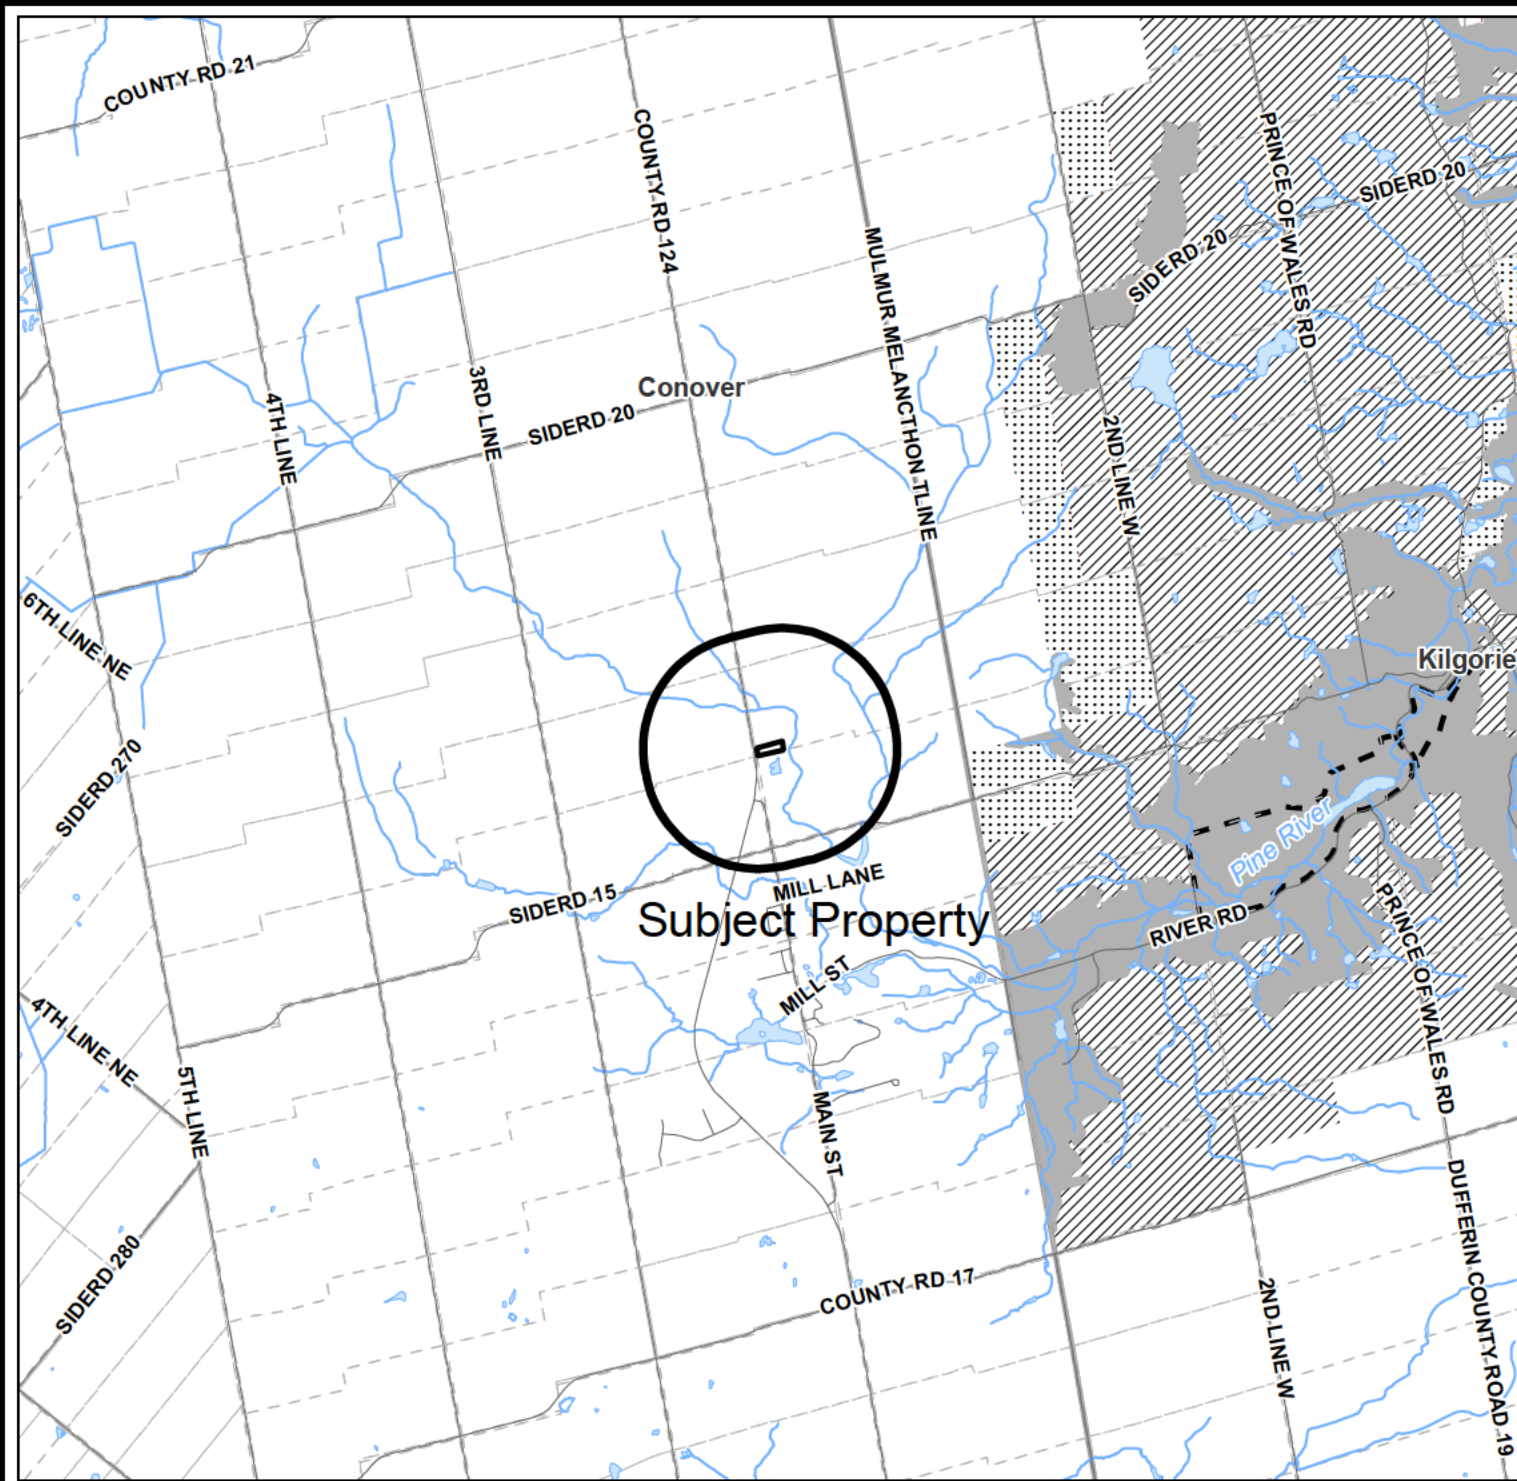 COUNTY RD 21
COUNTY RD 124
PRINCE OF WALES RD
SIDERD 20
SIDERD 20
MULMUR MELANCTHON TLINE
3RD LINE
Conover
4TH LINE
SIDERD 20
2ND LINE W
6TH LINE NE
Kilgorie
SIDERD 270
Pine River
SIDERD 15
MILL LANE
Subject Property
RIVER RD
PRINCE OF WALES RD
MILL ST
4TH LINE NE
5TH LINE
MAIN ST
SIDERD 280
COUNTY RD 17
2ND LINE W
DUFFERIN COUNTY ROAD 19